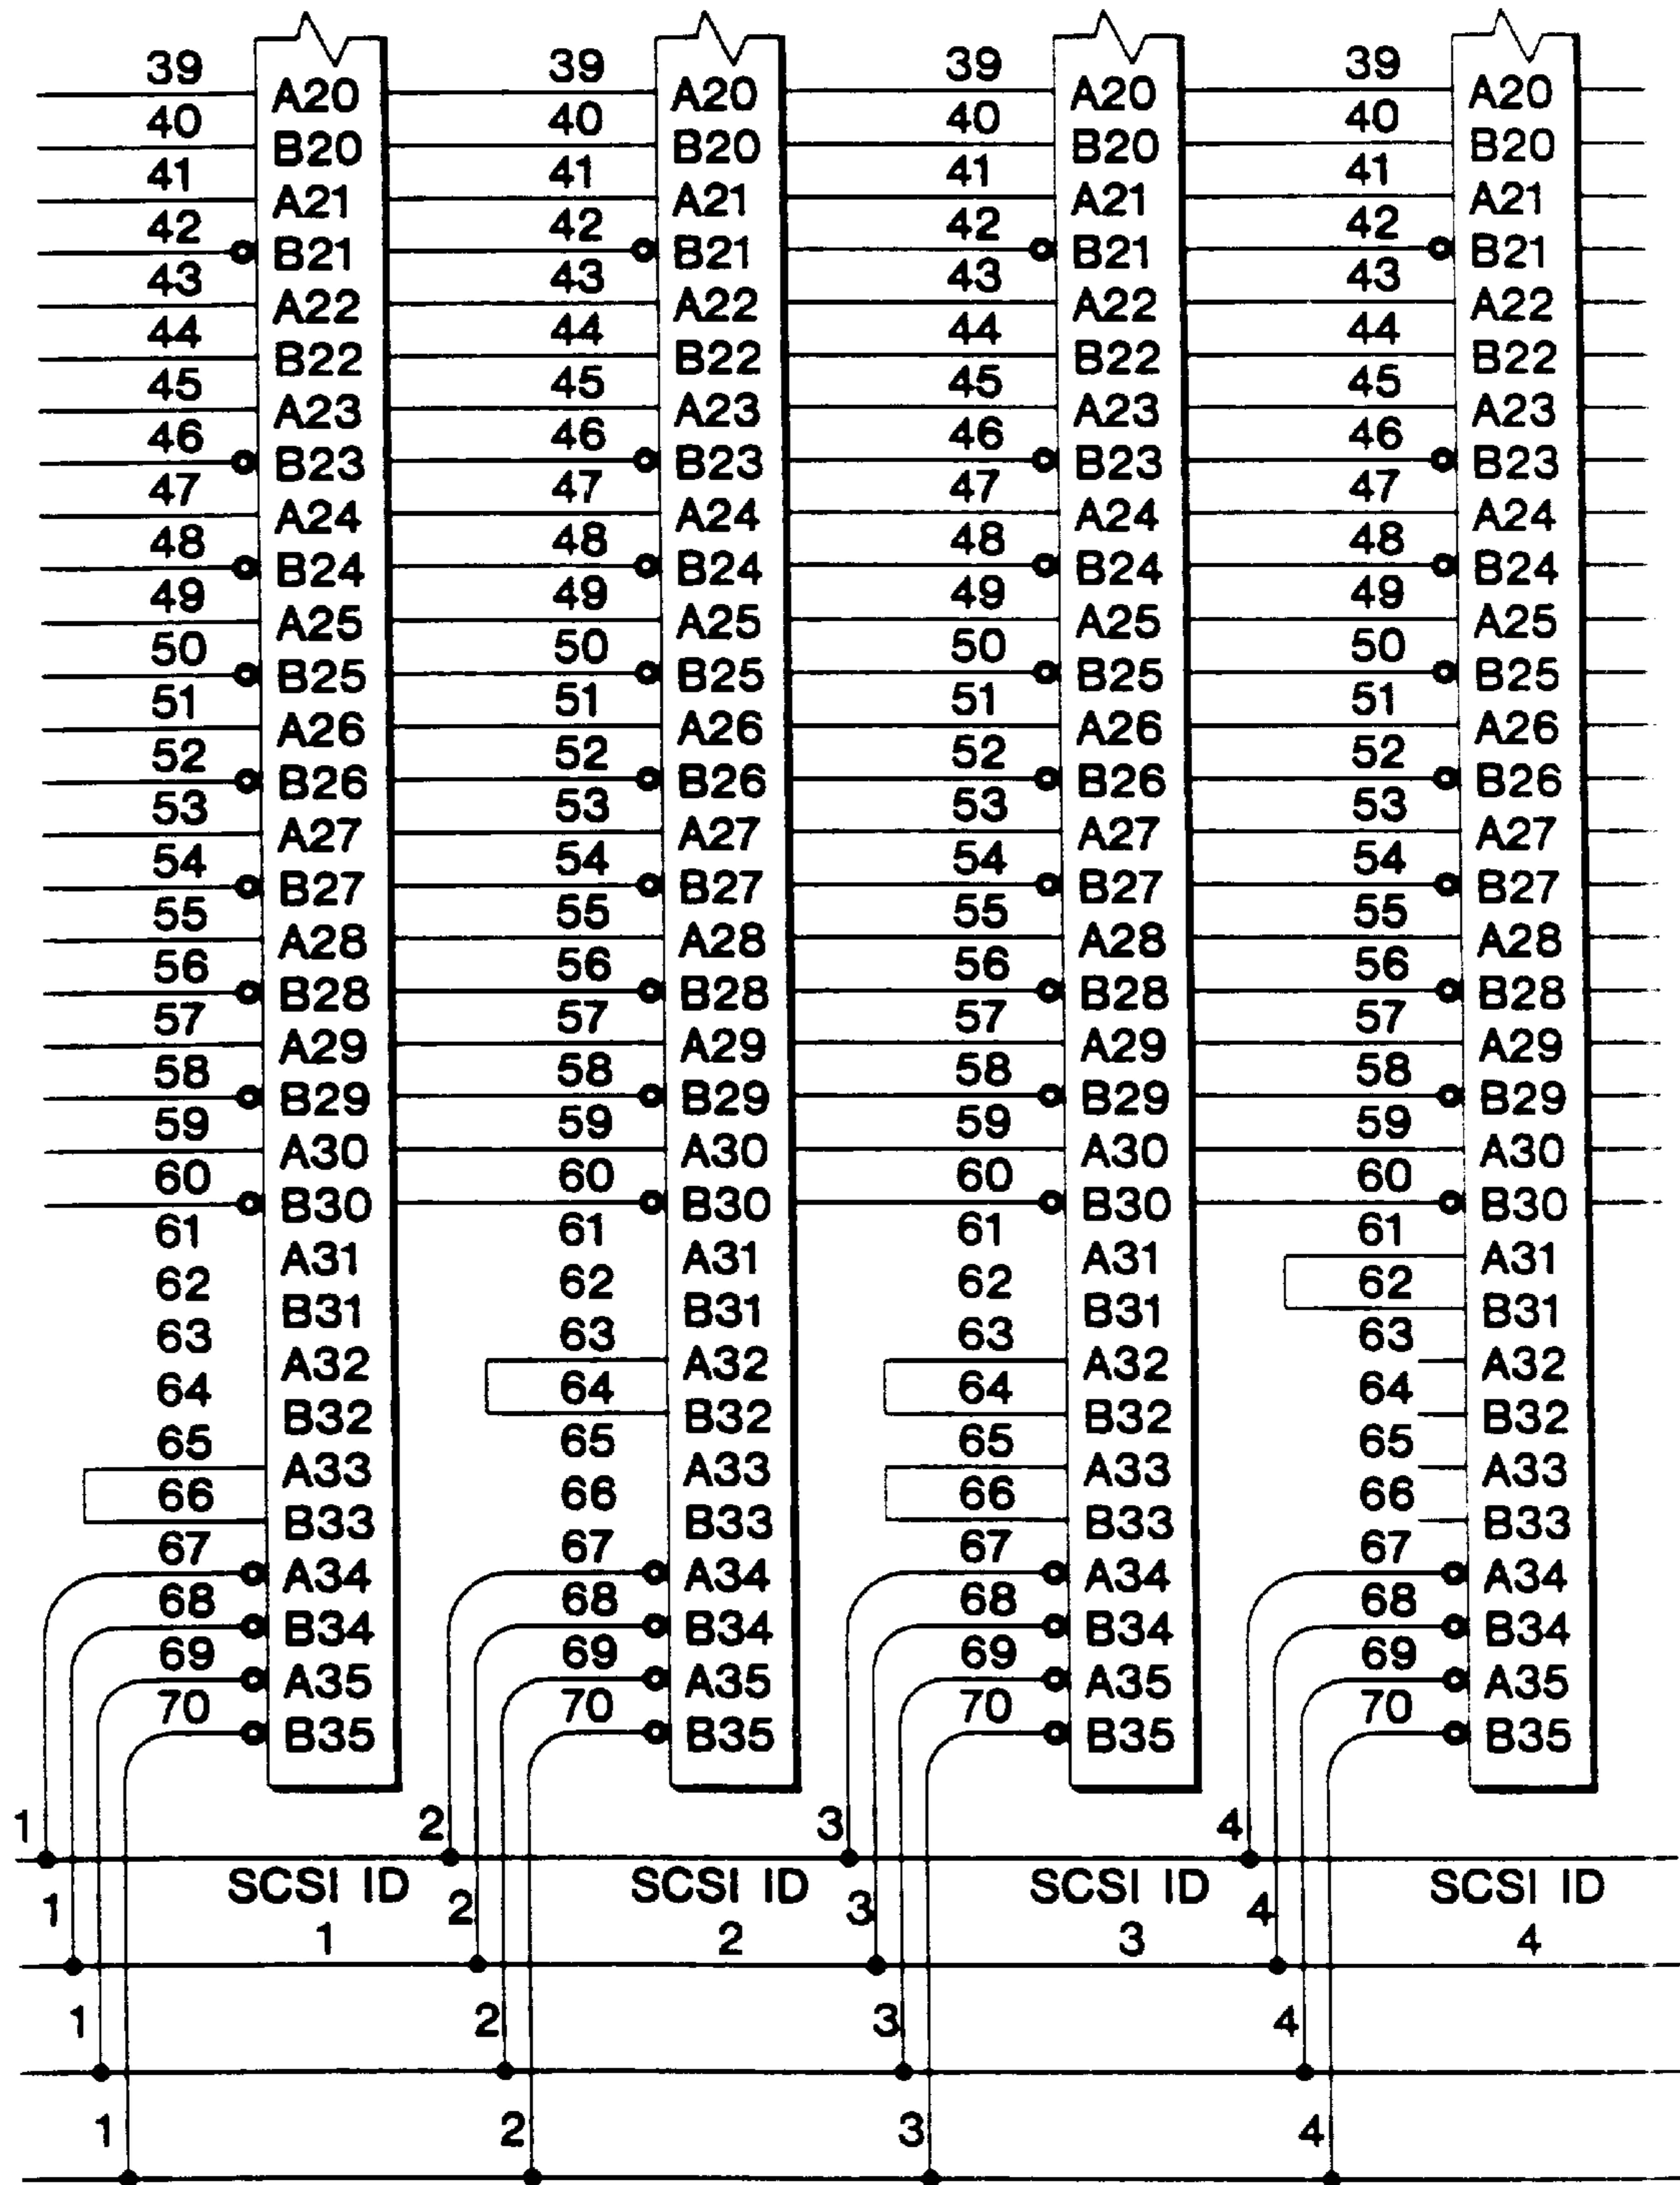 39 39 39 39
A20 A20 A20 A20
40 40 40 40
B20 B20 B20 B20
41 41 41 41
A21 A21 A21 A21
42 42 42 42
B21 B21 B21 B21
43 43 43 43
A22 A22 A22 A22
44 44 44 44
B22 B22 B22 B22
45 45 45 45
A23 A23 A23 A23
46 46 46 46
B23 B23 B23 B23
47 47 47 47
A24 A24 A24 A24
48 48 48 48
B24 B24 B24 B24
49 49 49 49
A25 A25 A25 A25
50 50 50 50
B25 B25 B25 B25
51 51 51 51
A26 A26 A26 A26
52 52 52 52
B26 B26 B26 B26
53 53 53 53
A27 A27 A27 A27
54 54 54 54
B27 B27 B27 B27
55 55 55 55
A28 A28 A28 A28
56 56 56 56
B28 B28 B28 B28
57 57 57 57
A29 A29 A29 A29
58 58 58 58
B29 B29 B29 B29
59 59 59 59
A30 A30 A30 A30
60 60 60 60
B30 B30 B30 B30
61 61 61 61
A31 A31 A31 A31
62 62 62 62
B31 B31 B31 B31
63 63 63 63
A32 A32 A32 A32
64 64 64 64
B32 B32 B32 B32
65 65 65 65
A33 A33 A33 A33
66 66 66 66
B33 B33 B33 B33
67 67 67 67
A34 A34 A34 A34
68 68 68 68
B34 B34 B34 B34
69 69 69 69
A35 A35 A35 A35
70 70 70 70
B35 B35 B35 B35
1 2 3 4
SCSI ID SCSI ID SCSI ID SCSI ID
1 2 3 4
1 2 3 4
1 2 3 4
1 2 3 4